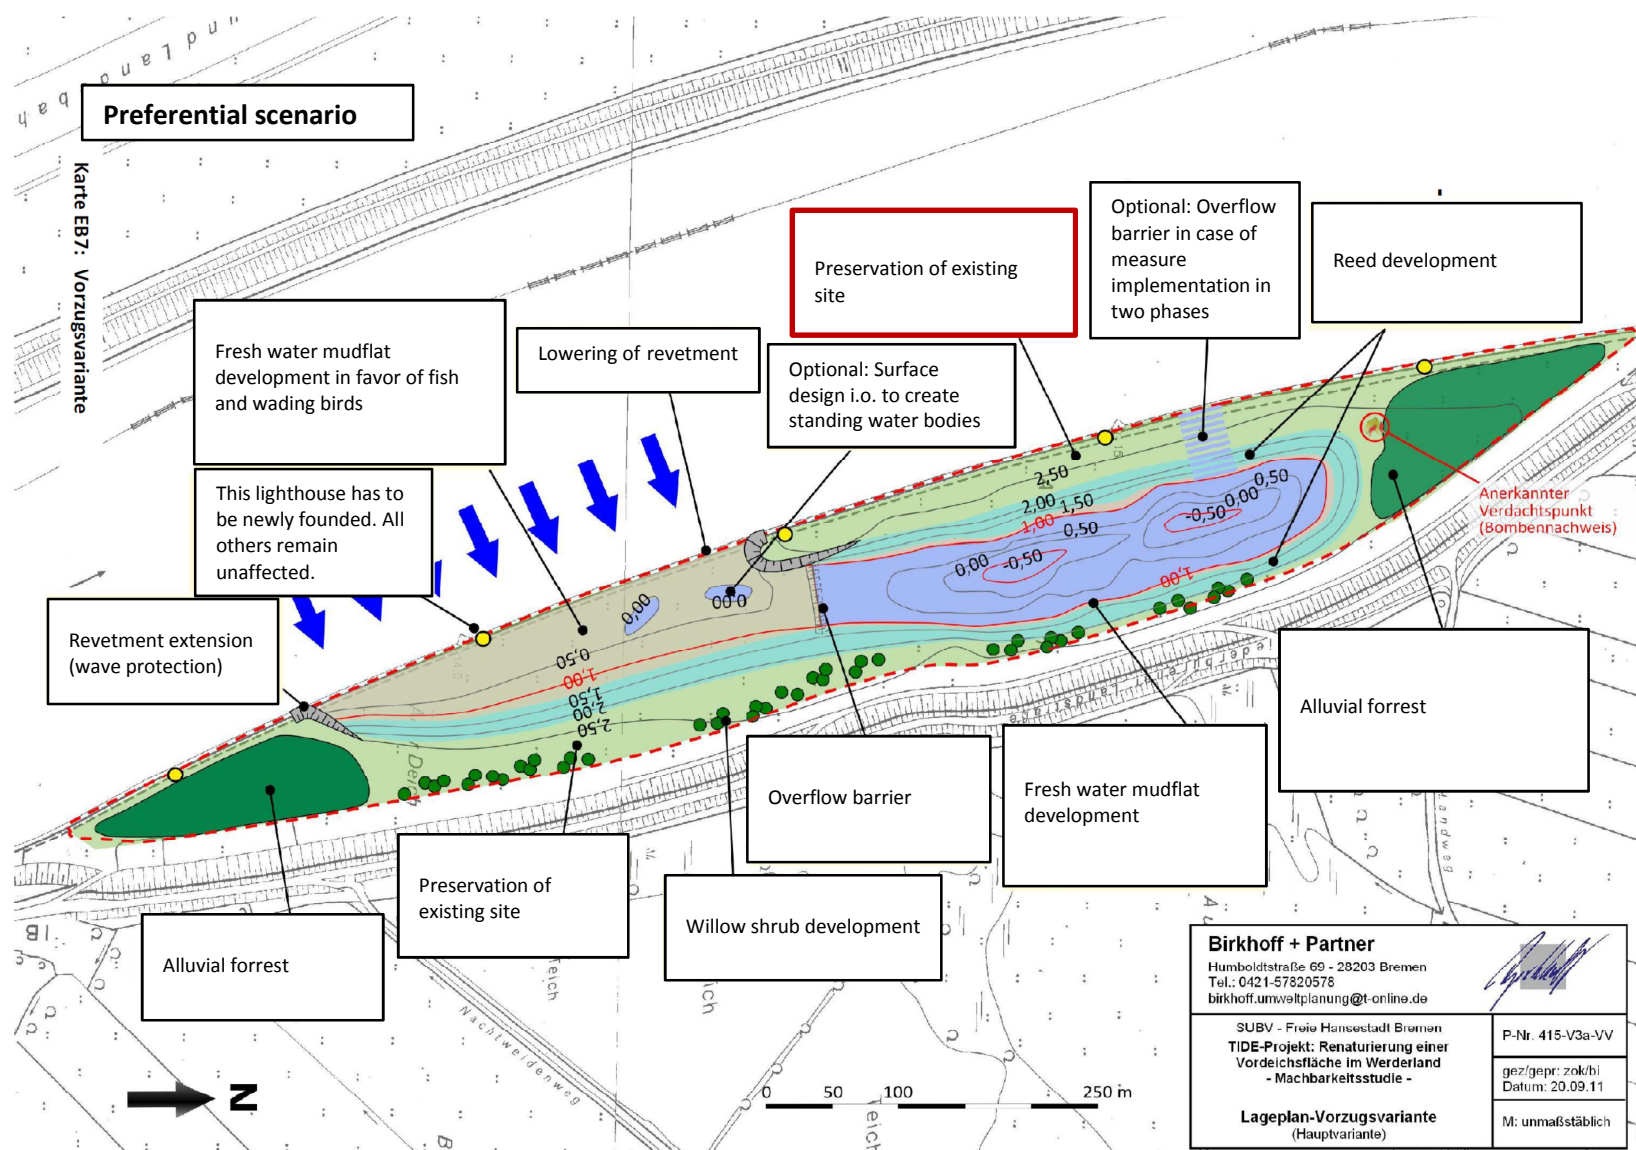 Preferential scenario
Karte EB7: Vorzugsvariante
Fresh water mudflat
development in favor of fish
and wading birds
Lowering of revetment
Optional: Surface
design i.o. to create
standing water bodies
Preservation of existing
site
Optional: Overflow
barrier in case of
measure
implementation in
two phases
Reed development
This lighthouse has to
be newly founded. All
others remain
unaffected.
Revetment extension
(wave protection)
Anerkannter
Verdachtspunkt
(Bombennachweis)
2,50
2,00
1,50
1,00
0,50
0,50
0,00
-0,50
0,00
-0,50
1,00
0,00
0,00
0,50
1,00
1,50
2,00
2,50
Deich
Alluvial forrest
Overflow barrier
Fresh water mudflat
development
Preservation of
existing site
Willow shrub development
Alluvial forrest
Teich
Teich
Nachtweidenweg
Handweg
N
0 50 100 250 m
Birkhoff + Partner
Humboldtstraße 69 - 28203 Bremen
Tel.: 0421-57820578
birkhoff.umweltplanung@t-online.de
SUBV - Freie Hansestadt Bremen
TIDE-Projekt: Renaturierung einer
Vordeichsfläche im Werderland
- Machbarkeitsstudie -
Lageplan-Vorzugsvariante
(Hauptvariante)
P-Nr. 415-V3a-VV
gez/gepr: zok/bi
Datum: 20.09.11
M: unmaßstäblich